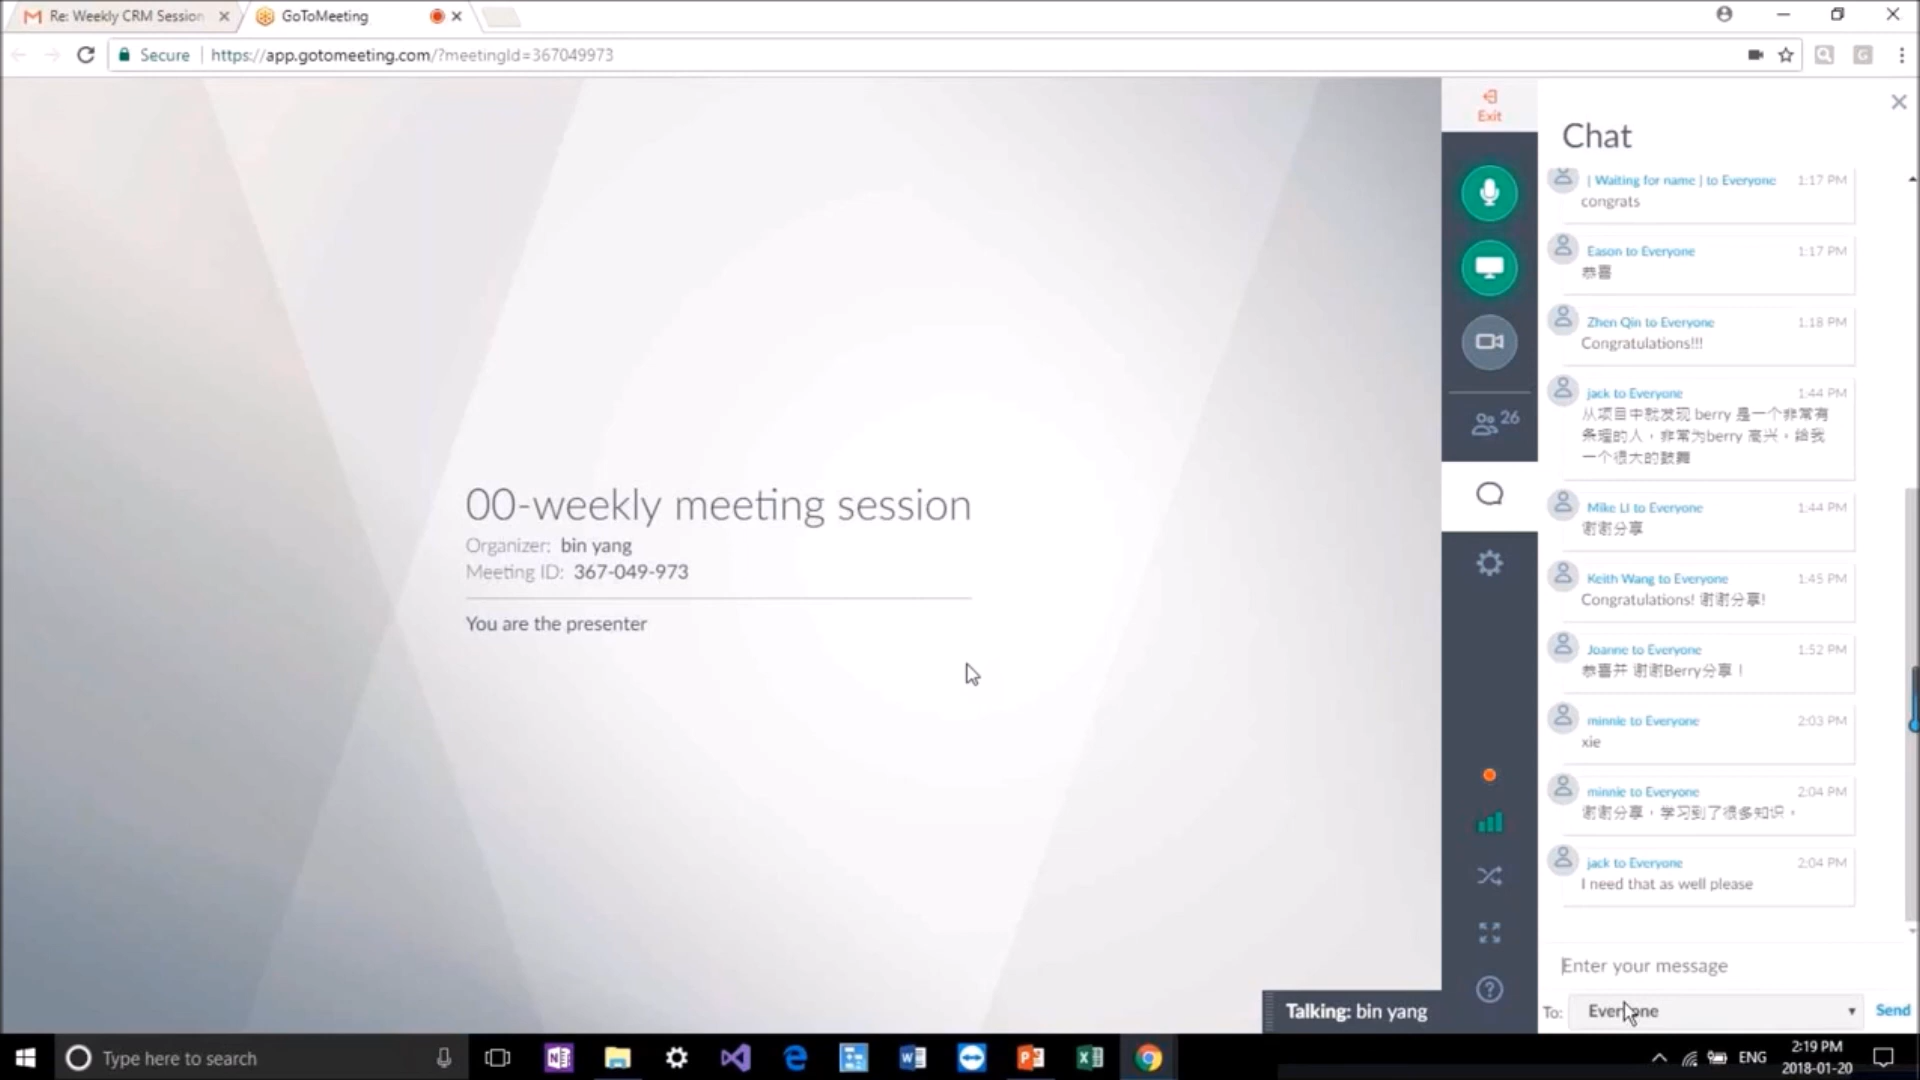 Re: Weekly CRM Session
GoToMeeting
Secure
https://app.gotomeeting.com/?meetingId=367049973
Exit
Chat
[ Waiting for name ] to Everyone 1:17 PM
congrats
Eason to Everyone 1:17 PM
恭喜
Zhen Qin to Everyone 1:18 PM
Congratulations!!!
jack to Everyone 1:44 PM
从项目中就发现 berry 是一个非常有
条理的人，非常为berry 高兴。给我
一个很大的鼓舞
Mike LI to Everyone 1:44 PM
谢谢分享
Keith Wang to Everyone 1:45 PM
Congratulations! 谢谢分享!
Joanne to Everyone 1:52 PM
恭喜并 谢谢Berry分享！
minnie to Everyone 2:03 PM
xie
minnie to Everyone 2:04 PM
谢谢分享，学习到了很多知识。
jack to Everyone 2:04 PM
I need that as well please
26
00-weekly meeting session
Organizer: bin yang
Meeting ID: 367-049-973
You are the presenter
Enter your message
To: Everyone Send
Talking: bin yang
Type here to search
ENG
2:19 PM
2018-01-20